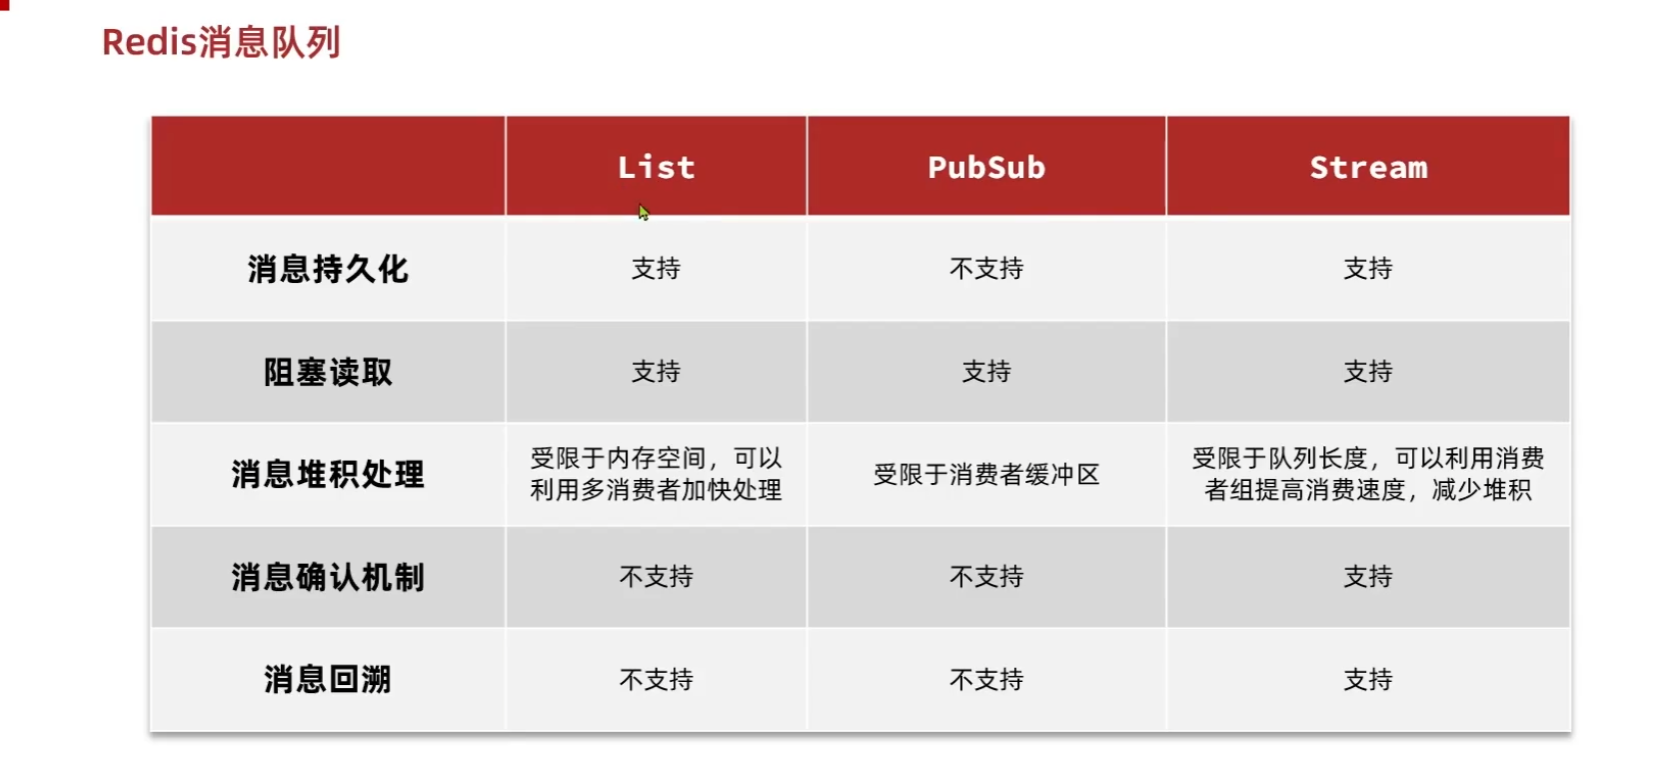 Redis消息队列
List PubSub Stream
消息持久化 支持 不支持 支持
阻塞读取 支持 支持 支持
消息堆积处理 受限于内存空间，可以 受限于消费者缓冲区 受限于队列长度，可以利用消费
利用多消费者加快处理 者组提高消费速度，减少堆积
消息确认机制 不支持 不支持 支持
消息回溯 不支持 不支持 支持